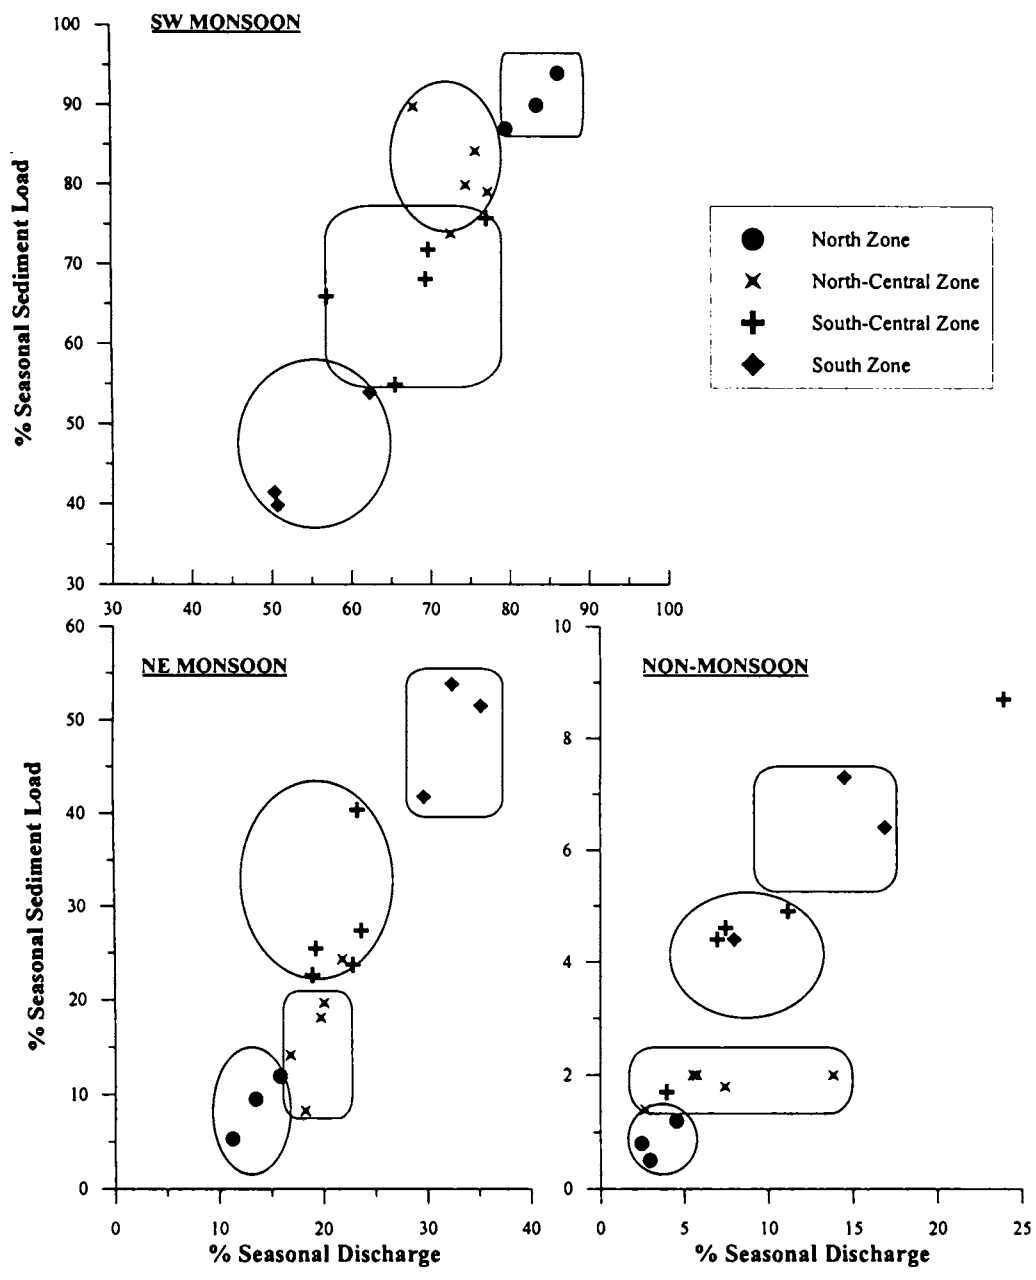 SW MONSOON
100
90
80
70
60
50
40
30
% Seasonal Sediment Load
30 40 50 60 70 80 90 100
North Zone
North-Central Zone
South-Central Zone
South Zone
NE MONSOON
60
50
40
30
20
10
0
% Seasonal Sediment Load
0 10 20 30 40
% Seasonal Discharge
NON-MONSOON
10
8
6
4
2
0
0 5 10 15 20 25
% Seasonal Discharge